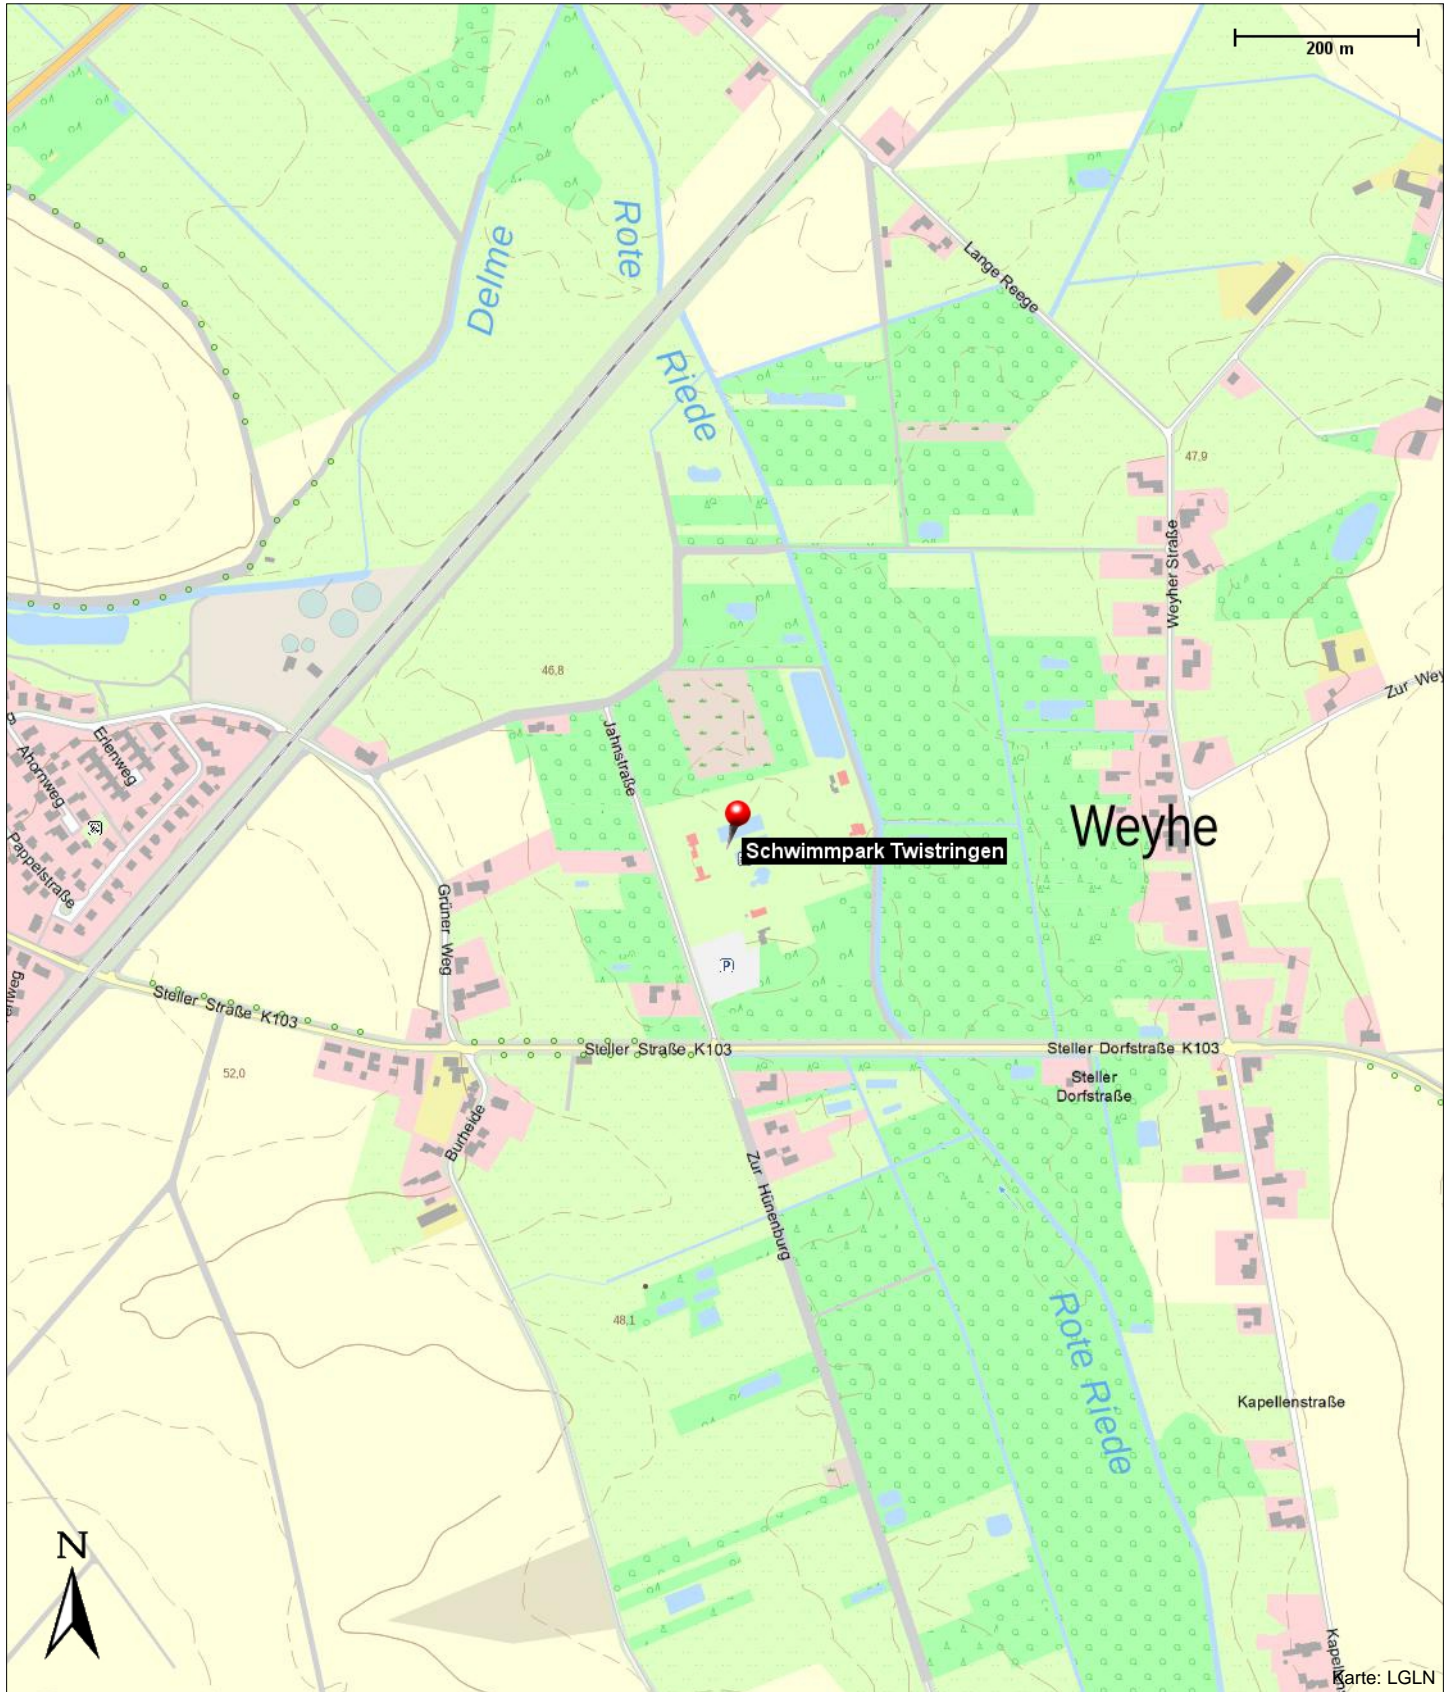 200 m
Delme
Rote
Riede
Lange Reege
47,9
Weyher Straße
46,8
Zur Wey
Jahnstraße
Erlenweg
Ahornweg
Pappelstraße
Schwimmpark Twistringen
Weyhe
Grüner Weg
P
Steller Straße K103
Steller Straße K103
Steller Dorfstraße K103
Steller
Dorfstraße
52,0
Burheide
Zur Hünenburg
48,1
Rote Riede
Kapellenstraße
N
Karte: LGLN